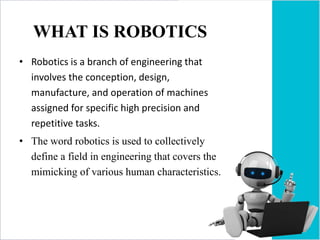 WHAT IS ROBOTICS
• Robotics is a branch of engineering that
involves the conception, design,
manufacture, and operation of machines
assigned for specific high precision and
repetitive tasks.
• The word robotics is used to collectively
define a field in engineering that covers the
mimicking of various human characteristics.